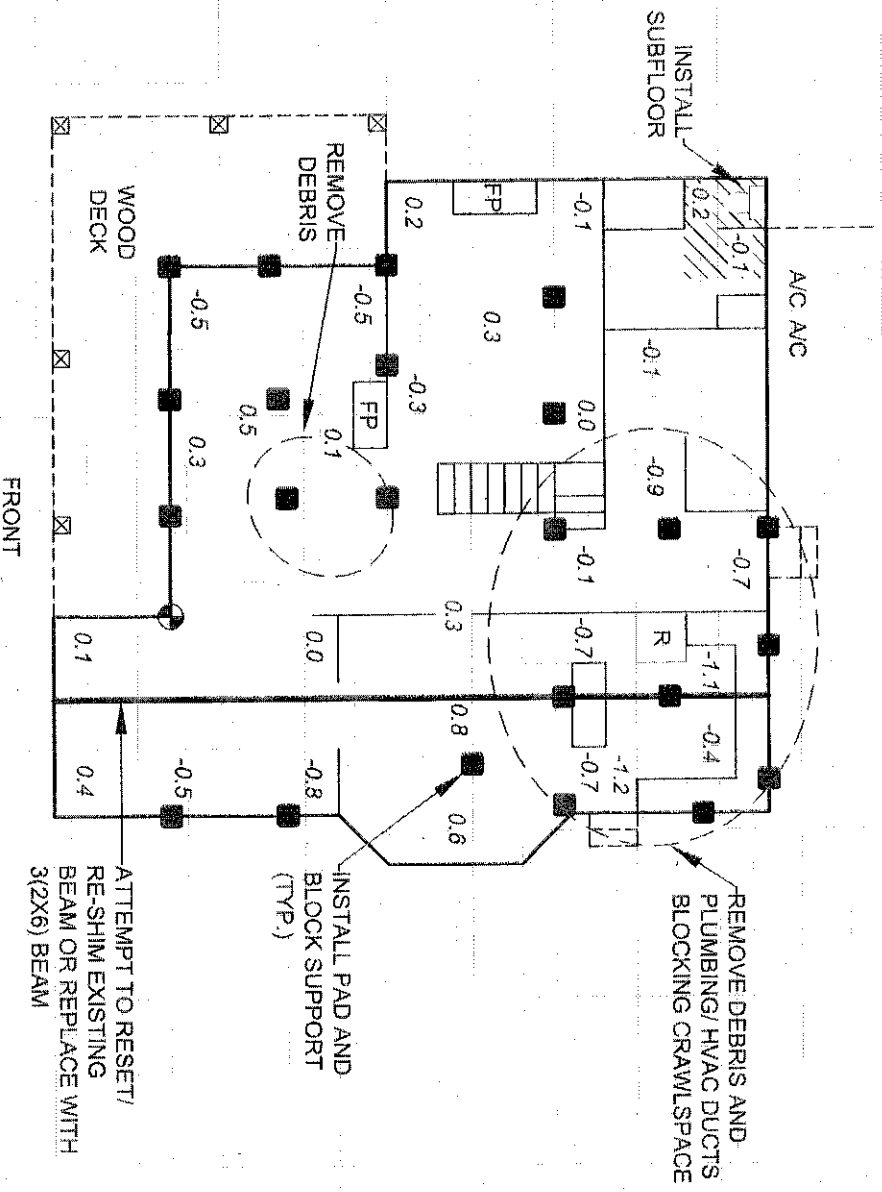 INSTALL
SUBFLOOR
A/C A/C
-0.2
-0.1
-0.1
-0.9
-0.7
R
-1.1
-0.4
REMOVE DEBRIS AND
PLUMBING/ HVAC DUCTS
BLOCKING CRAWLSPACE
-0.1
0.0
-0.1
-0.7
-0.7
-1.2
FP
0.3
0.2
-0.3
0.3
0.8
0.6
REMOVE
DEBRIS
-0.5
FP
0.1
0.0
-0.8
INSTALL PAD AND
BLOCK SUPPORT
(TYP.)
0.5
-0.5
0.3
-0.5
WOOD
DECK
0.1
0.4
ATTEMPT TO RESET/
RE-SHIM EXISTING
BEAM OR REPLACE WITH
3(2X6) BEAM
FRONT